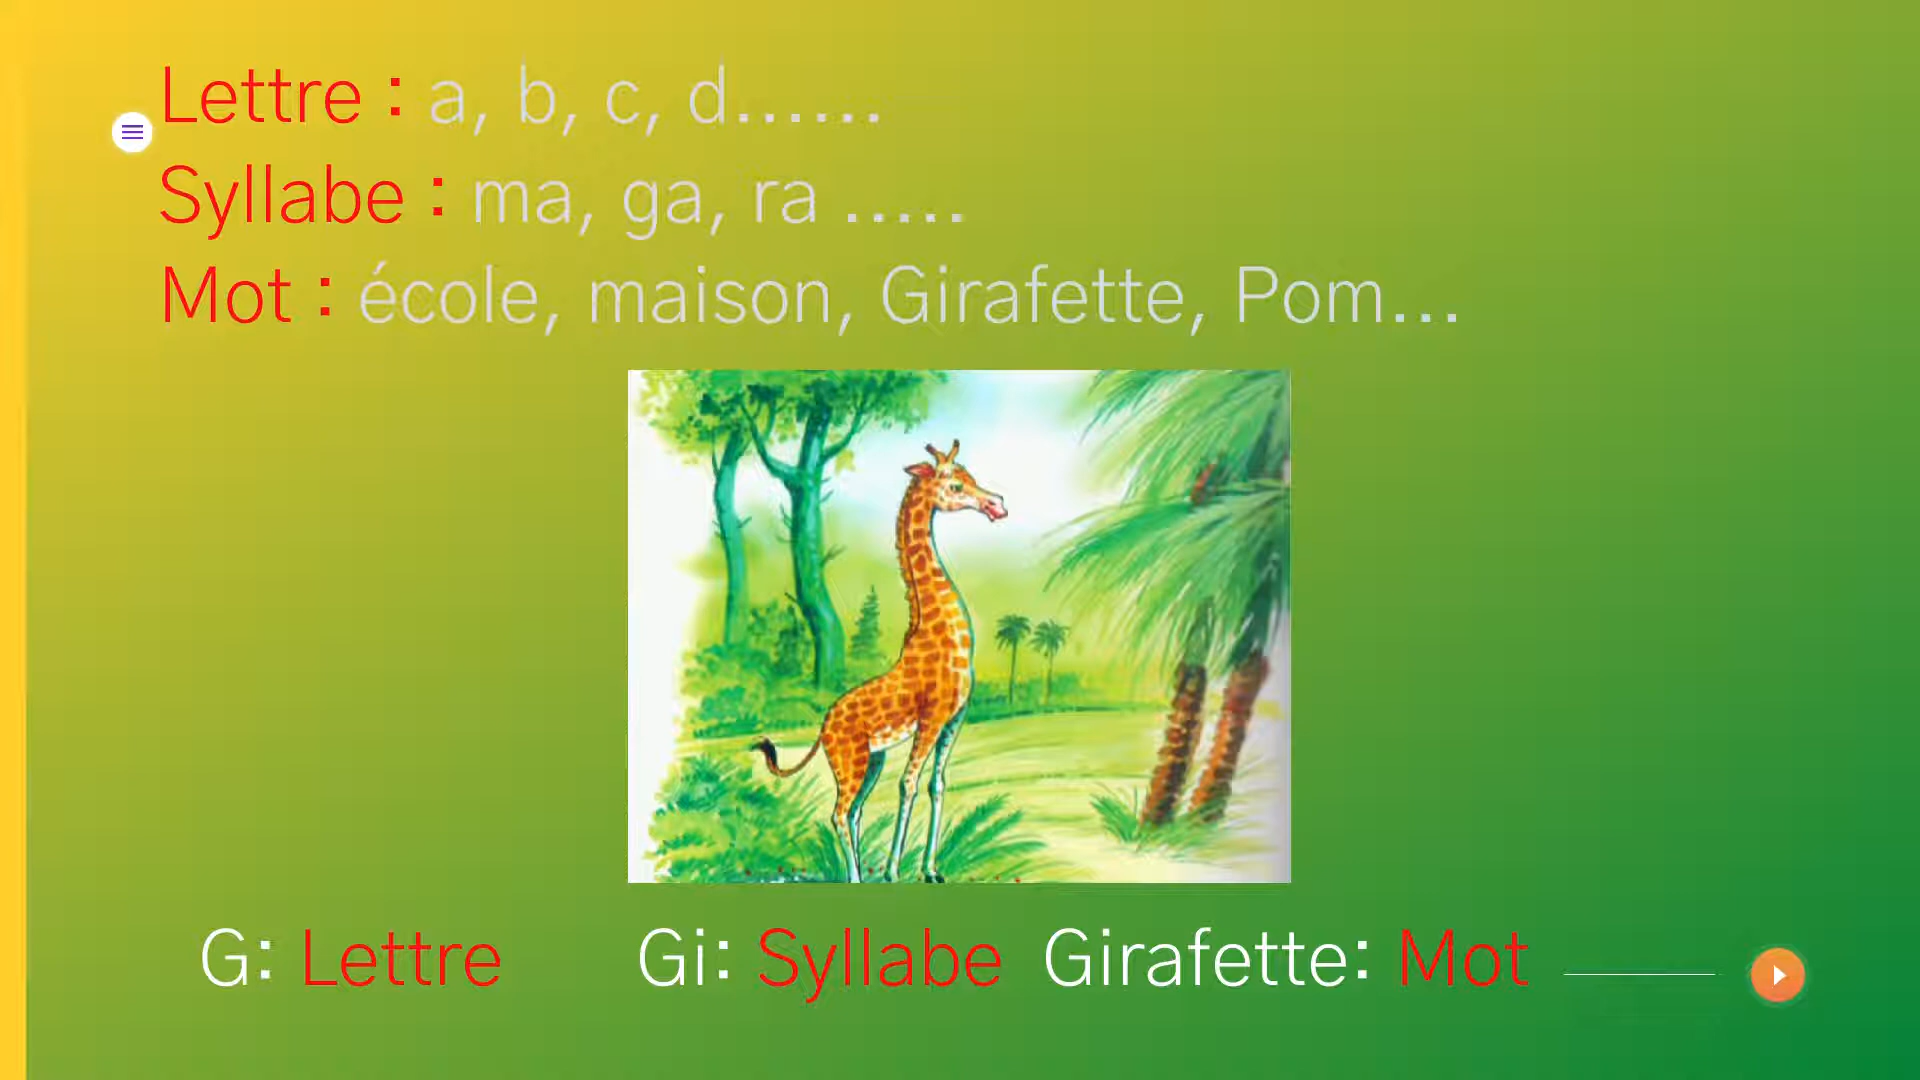 Lettre : a, b, c, d......
Syllabe : ma, ga, ra .....
Mot : école, maison, Girafette, Pom...
G: Lettre Gi: Syllabe Girafette: Mot